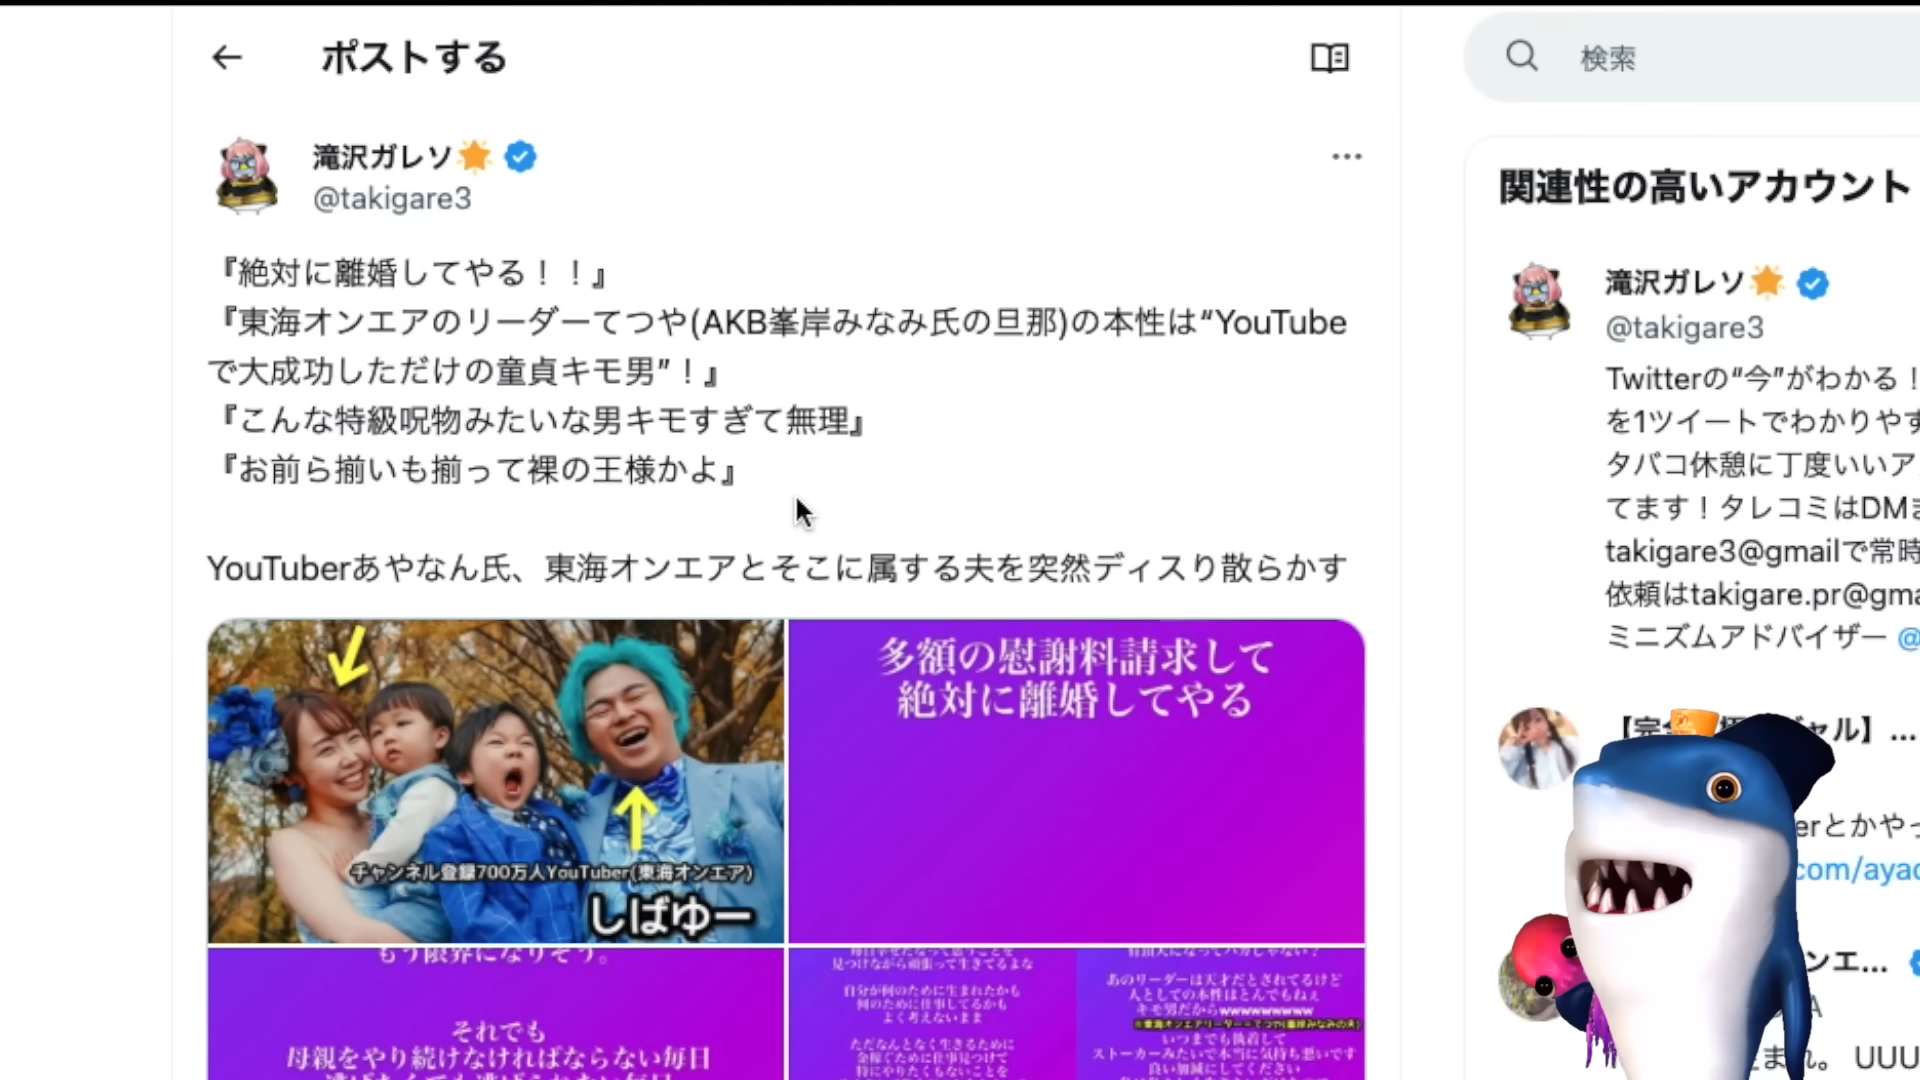 ポストする
検索
滝沢ガレソ
@takigare3
『絶対に離婚してやる！！』
『東海オンエアのリーダーてつや(AKB峯岸みなみ氏の旦那)の本性は“YouTube
で大成功しただけの童貞キモ男”！』
『こんな特級呪物みたいな男キモすぎて無理』
『お前ら揃いも揃って裸の王様かよ』
YouTuberあやなん氏、東海オンエアとそこに属する夫を突然ディスり散らかす
チャンネル登録700万人YouTuber(東海オンエア)
しばゆー
多額の慰謝料請求して
絶対に離婚してやる
もう限界になりそう。
それでも
母親をやり続けなければならない毎日
見つけながら頑張って生きてるよな
自分が何のために生まれたかも
何のために仕事してるかも
よく考えないまま
ただなんとなく生きるために
金稼ぐために仕事見つけて
特にやりたくもないことを
あのリーダーは天才だとされてるけど
人としての本性はとんでもねぇ
キモ男だからwwwwwwwww
※東海オンエアリーダー＝てつや(峯岸みなみの夫)
いつまでも執着して
ストーカーみたいで本当に気持ち悪いです
良い加減にしてください
関連性の高いアカウント
滝沢ガレソ
@takigare3
Twitterの“今”がわかる！
を1ツイートでわかりやす
タバコ休憩に丁度いいア
てます！タレコミはDMま
takigare3@gmailで常時
依頼はtakigare.pr@gma
ミニズムアドバイザー @
ャル】...
erとかやっ
com/ayac
ンエ...
A
まれ。 UUU